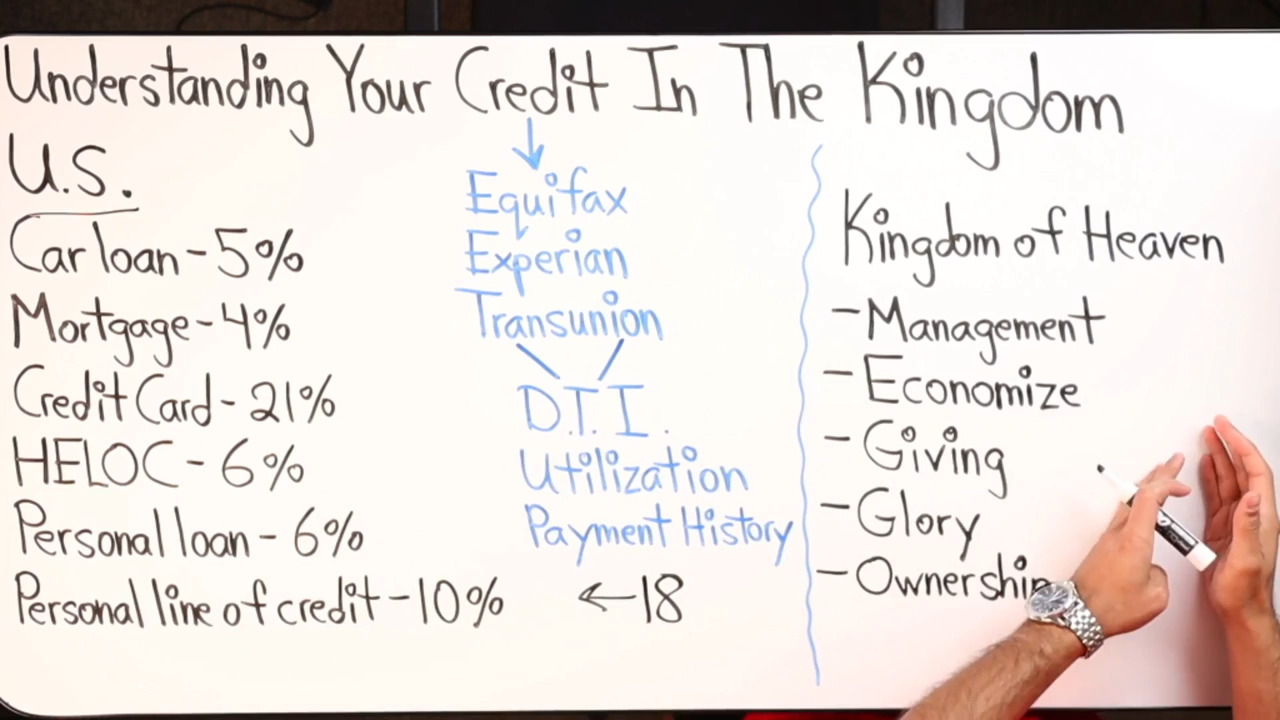 Understanding Your Credit In The Kingdom
U.S.
Car loan - 5%
Mortgage - 4%
Credit Card - 21%
HELOC - 6%
Personal loan - 6%
Personal line of credit - 10% ← 18
↓
Equifax
Experian
Transunion
\ /
D.T.I.
Utilization
Payment History
Kingdom of Heaven
- Management
- Economize
- Giving
- Glory
- Ownership